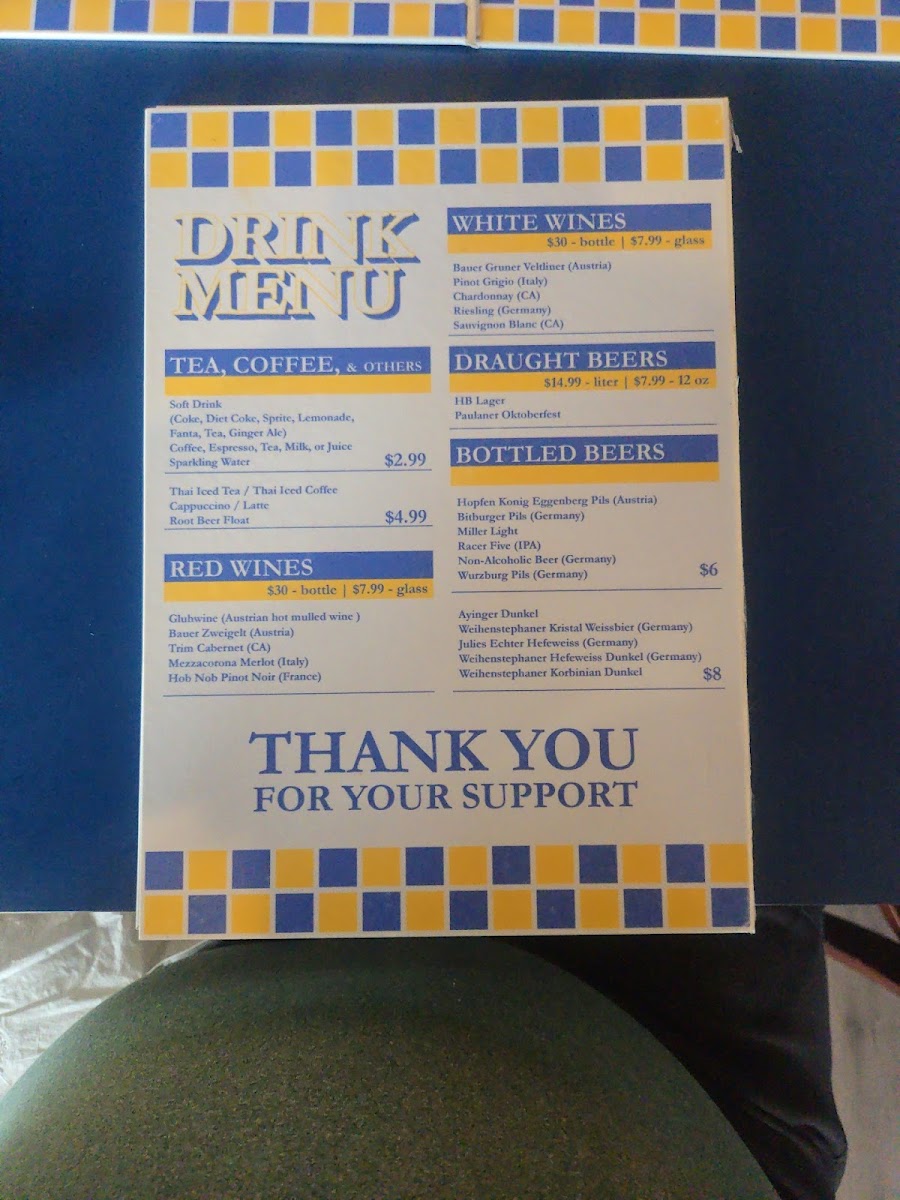 DRINK
MENU
TEA, COFFEE, & OTHERS
Soft Drink
(Coke, Diet Coke, Sprite, Lemonade,
Fanta, Tea, Ginger Ale)
Coffee, Espresso, Tea, Milk, or Juice
Sparkling Water $2.99
Thai Iced Tea / Thai Iced Coffee
Cappuccino / Latte
Root Beer Float $4.99
RED WINES
$30 - bottle | $7.99 - glass
Gluhwine (Austrian hot mulled wine )
Bauer Zweigelt (Austria)
Trim Cabernet (CA)
Mezzacorona Merlot (Italy)
Hob Nob Pinot Noir (France)
WHITE WINES
$30 - bottle | $7.99 - glass
Bauer Gruner Veltliner (Austria)
Pinot Grigio (Italy)
Chardonnay (CA)
Riesling (Germany)
Sauvignon Blanc (CA)
DRAUGHT BEERS
$14.99 - liter | $7.99 - 12 oz
HB Lager
Paulaner Oktoberfest
BOTTLED BEERS
Hopfen Konig Eggenberg Pils (Austria)
Bitburger Pils (Germany)
Miller Light
Racer Five (IPA)
Non-Alcoholic Beer (Germany)
Wurzburg Pils (Germany) $6
Ayinger Dunkel
Weihenstephaner Kristal Weissbier (Germany)
Julies Echter Hefeweiss (Germany)
Weihenstephaner Hefeweiss Dunkel (Germany)
Weihenstephaner Korbinian Dunkel $8
THANK YOU
FOR YOUR SUPPORT